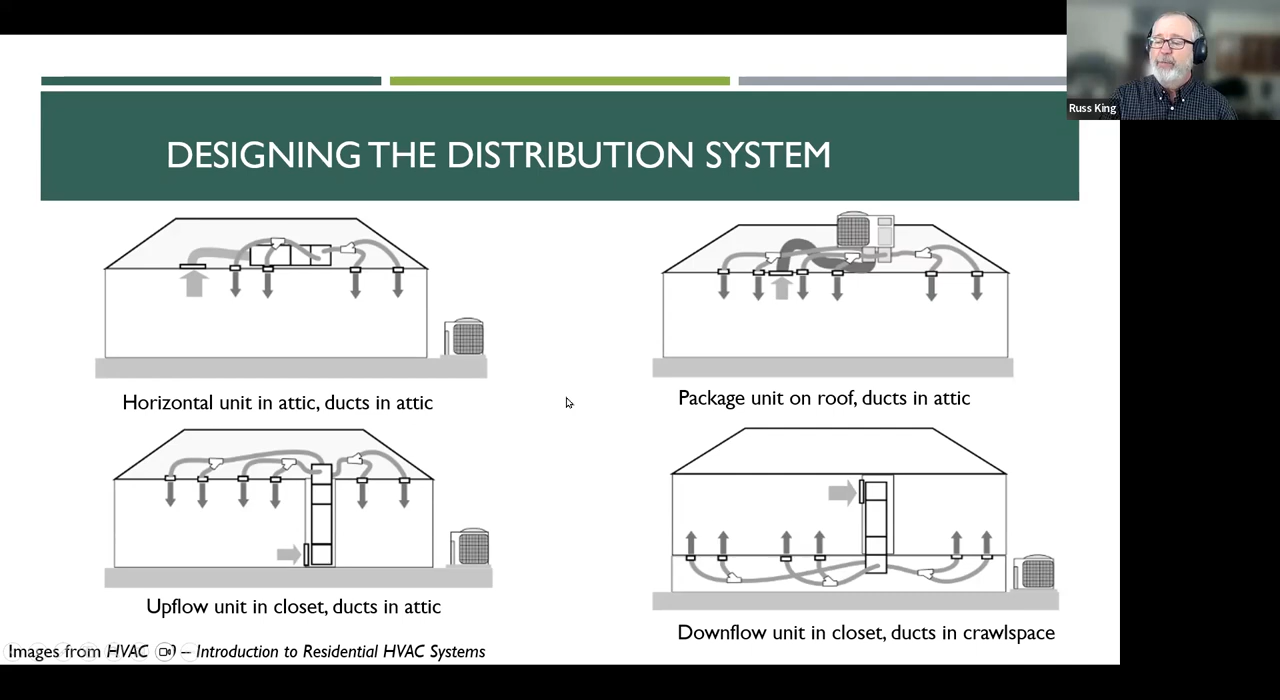 Russ King
DESIGNING THE DISTRIBUTION SYSTEM
Horizontal unit in attic, ducts in attic
Package unit on roof, ducts in attic
Upflow unit in closet, ducts in attic
Downflow unit in closet, ducts in crawlspace
Images from HVAC – Introduction to Residential HVAC Systems